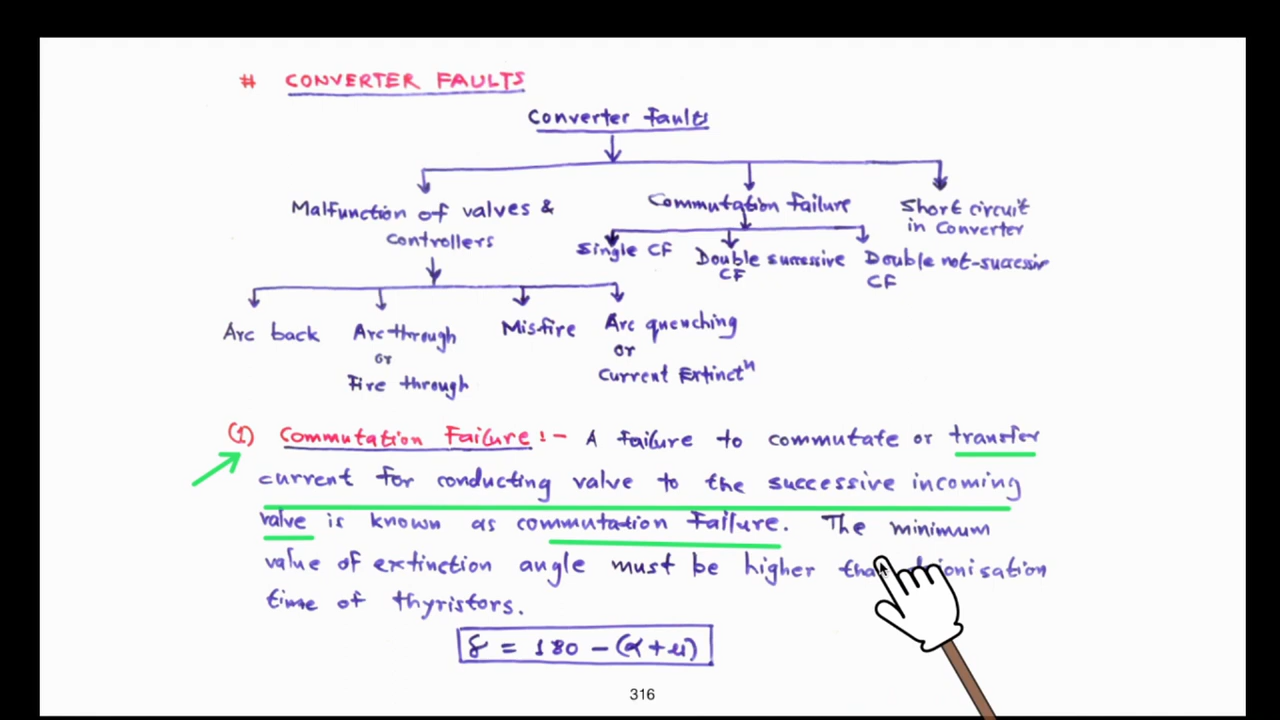 # CONVERTER FAULTS
Converter faults
Malfunction of valves &
Controllers
Commutation failure
Short circuit
in Converter
Single CF
Double successive
CF
Double not-successiv
CF
Arc back
Arc through
or
Fire through
Misfire
Arc quenching
or
Current Extinctⁿ
(1) Commutation Failure:- A failure to commutate or transfer
current for conducting valve to the successive incoming
valve is known as commutation failure. The minimum
value of extinction angle must be higher
time of thyristors.
δ = 180 - (α+u)
316